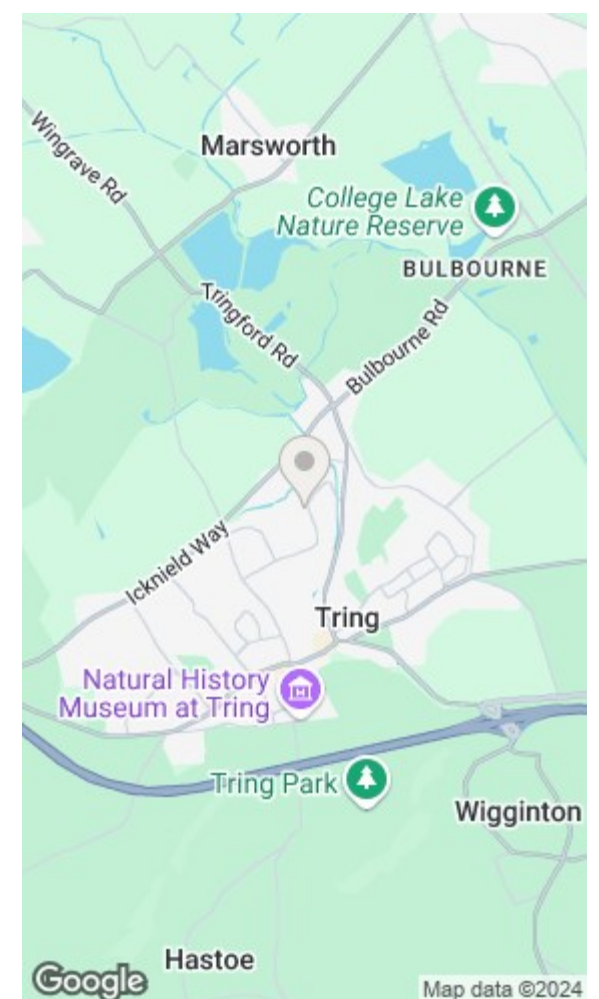 Marsworth
Wingrave Rd
College Lake
Nature Reserve
BULBOURNE
Tringford Rd
Bulbourne Rd
Icknield Way
Tring
Natural History
Museum at Tring
Tring Park
Wigginton
Hastoe
Google
Map data ©2024